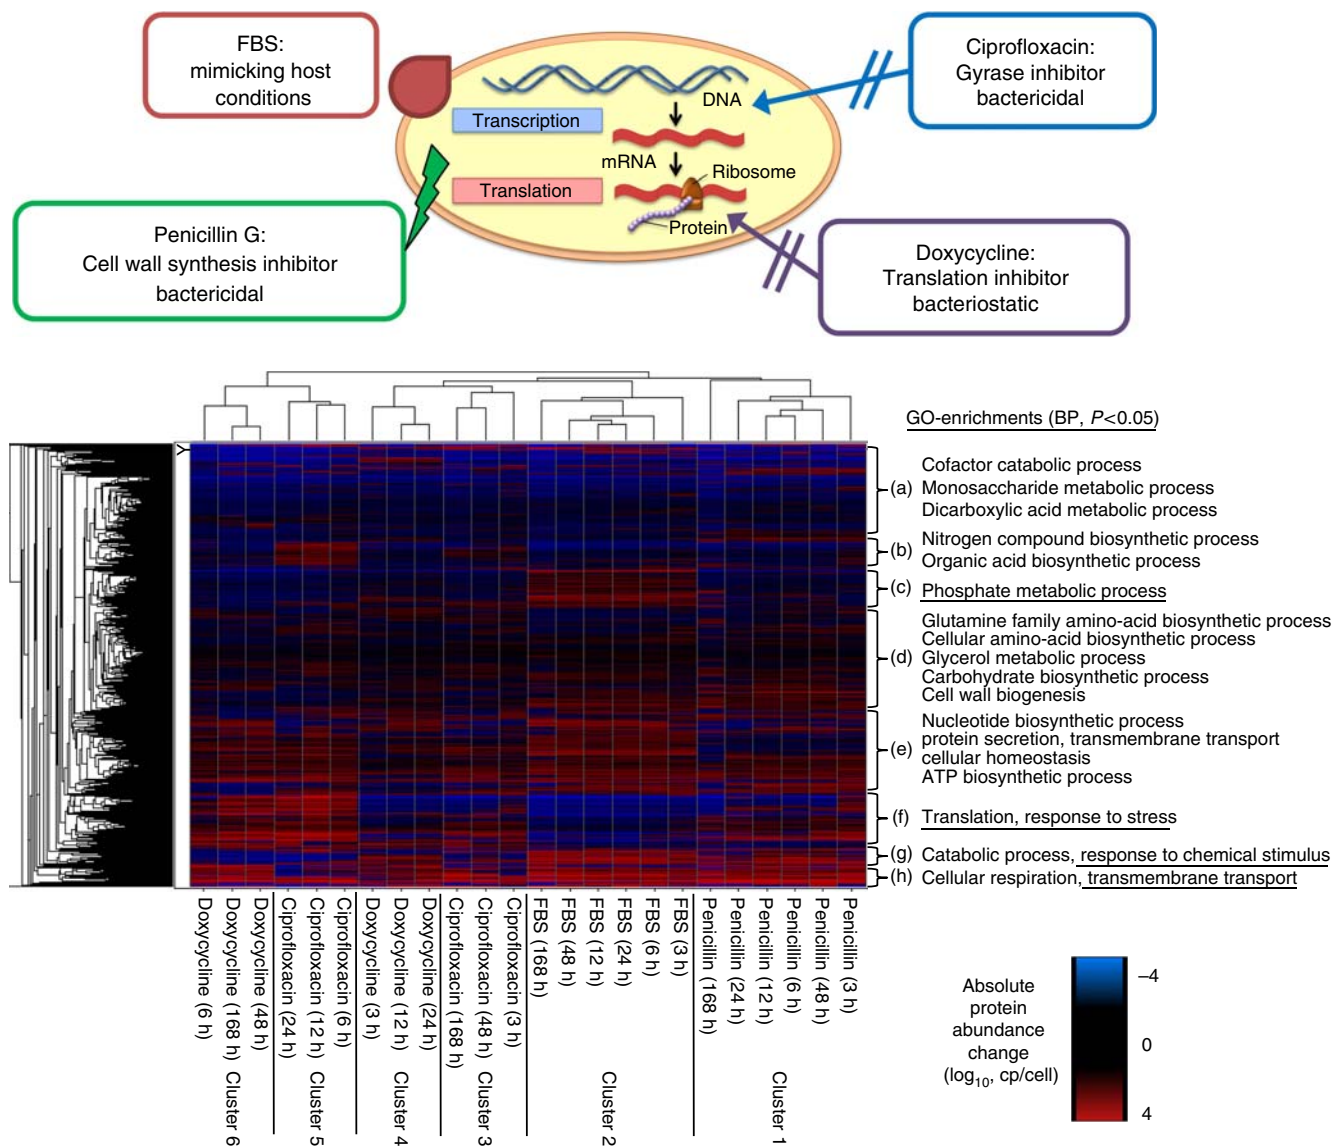 FBS:
mimicking host
conditions
Ciprofloxacin:
Gyrase inhibitor
bactericidal
DNA
Transcription
mRNA
Ribosome
Translation
Protein
Penicillin G:
Cell wall synthesis inhibitor
bactericidal
Doxycycline:
Translation inhibitor
bacteriostatic
GO-enrichments (BP, P<0.05)
(a)
Cofactor catabolic process
Monosaccharide metabolic process
Dicarboxylic acid metabolic process
(b)
Nitrogen compound biosynthetic process
Organic acid biosynthetic process
(c) Phosphate metabolic process
(d)
Glutamine family amino-acid biosynthetic process
Cellular amino-acid biosynthetic process
Glycerol metabolic process
Carbohydrate biosynthetic process
Cell wall biogenesis
(e)
Nucleotide biosynthetic process
protein secretion, transmembrane transport
cellular homeostasis
ATP biosynthetic process
(f) Translation, response to stress
(g) Catabolic process, response to chemical stimulus
(h) Cellular respiration, transmembrane transport
Doxycycline (6 h)
Doxycycline (168 h)
Doxycycline (48 h)
Ciprofloxacin (24 h)
Ciprofloxacin (12 h)
Ciprofloxacin (6 h)
Doxycycline (3 h)
Doxycycline (12 h)
Doxycycline (24 h)
Ciprofloxacin (168 h)
Ciprofloxacin (48 h)
Ciprofloxacin (3 h)
FBS (168 h)
FBS (48 h)
FBS (12 h)
FBS (24 h)
FBS (6 h)
FBS (3 h)
Penicillin (168 h)
Penicillin (24 h)
Penicillin (12 h)
Penicillin (6 h)
Penicillin (48 h)
Penicillin (3 h)
Cluster 6
Cluster 5
Cluster 4
Cluster 3
Cluster 2
Cluster 1
Absolute
protein
abundance
change
(log10, cp/cell)
–4
0
4